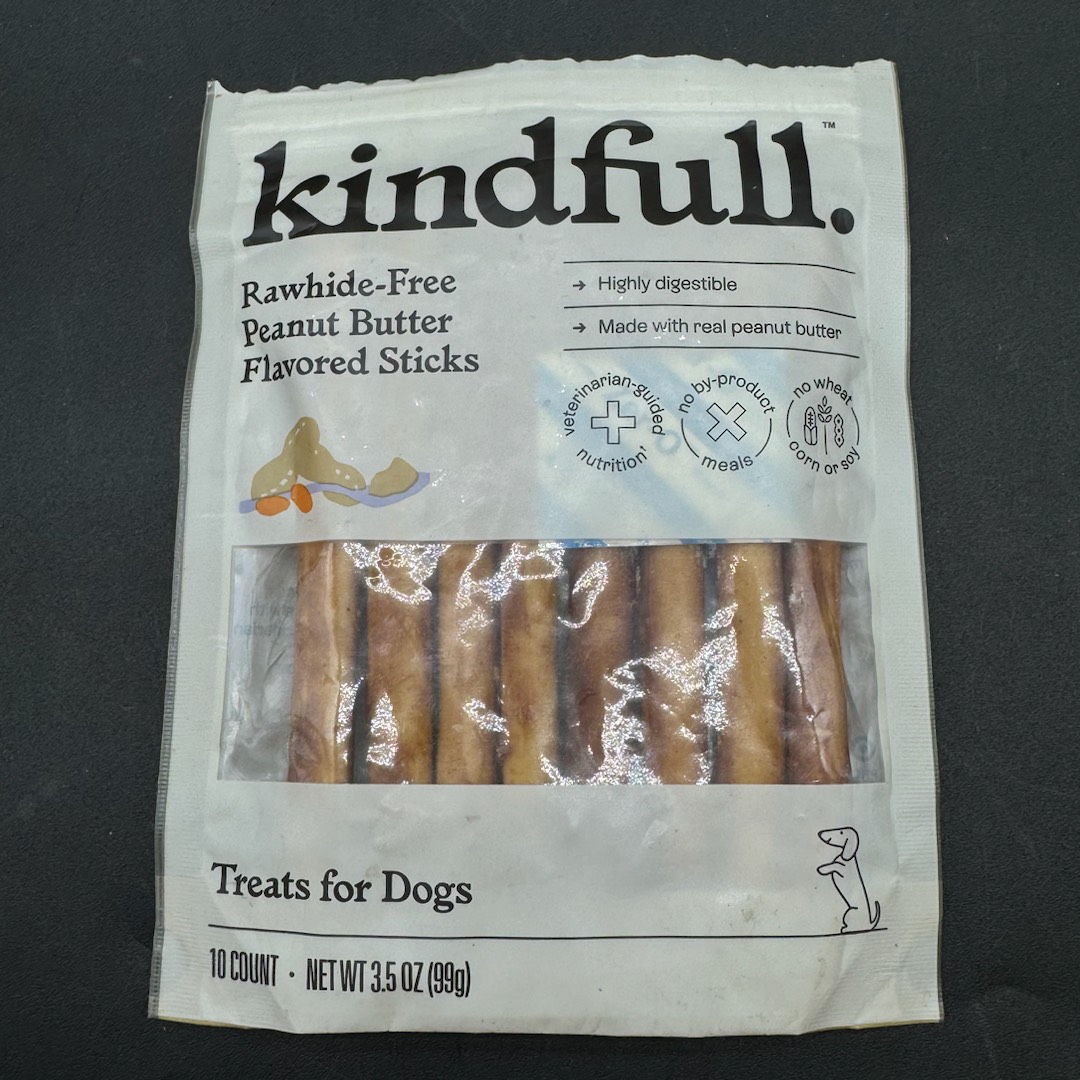 kindfull.™
Rawhide-Free
Peanut Butter
Flavored Sticks
→ Highly digestible
→ Made with real peanut butter
veterinarian-guided
nutrition†
no by-product
meals
no wheat
corn or soy
Treats for Dogs
10 COUNT · NET WT 3.5 OZ (99g)